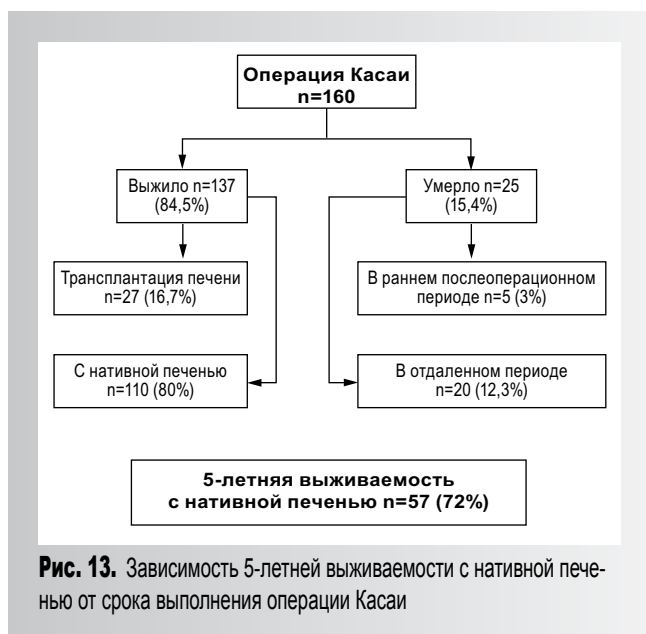 Операция Касаи
n=160
Выжило n=137
(84,5%)
Умерло n=25
(15,4%)
Трансплантация печени
n=27 (16,7%)
В раннем послеоперационном
периоде n=5 (3%)
С нативной печенью
n=110 (80%)
В отдаленном периоде
n=20 (12,3%)
5-летняя выживаемость
с нативной печенью n=57 (72%)
Рис. 13. Зависимость 5-летней выживаемости с нативной пече-
нью от срока выполнения операции Касаи